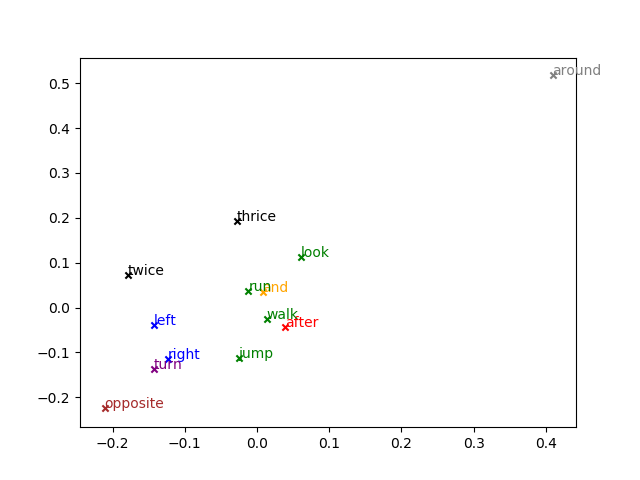 around
0.5
0.4
0.3
thrice
0.2
look
0.1
twice
run and
0.0
left walk after
−0.1
right jump
turn
−0.2
opposite
−0.2 −0.1 0.0 0.1 0.2 0.3 0.4